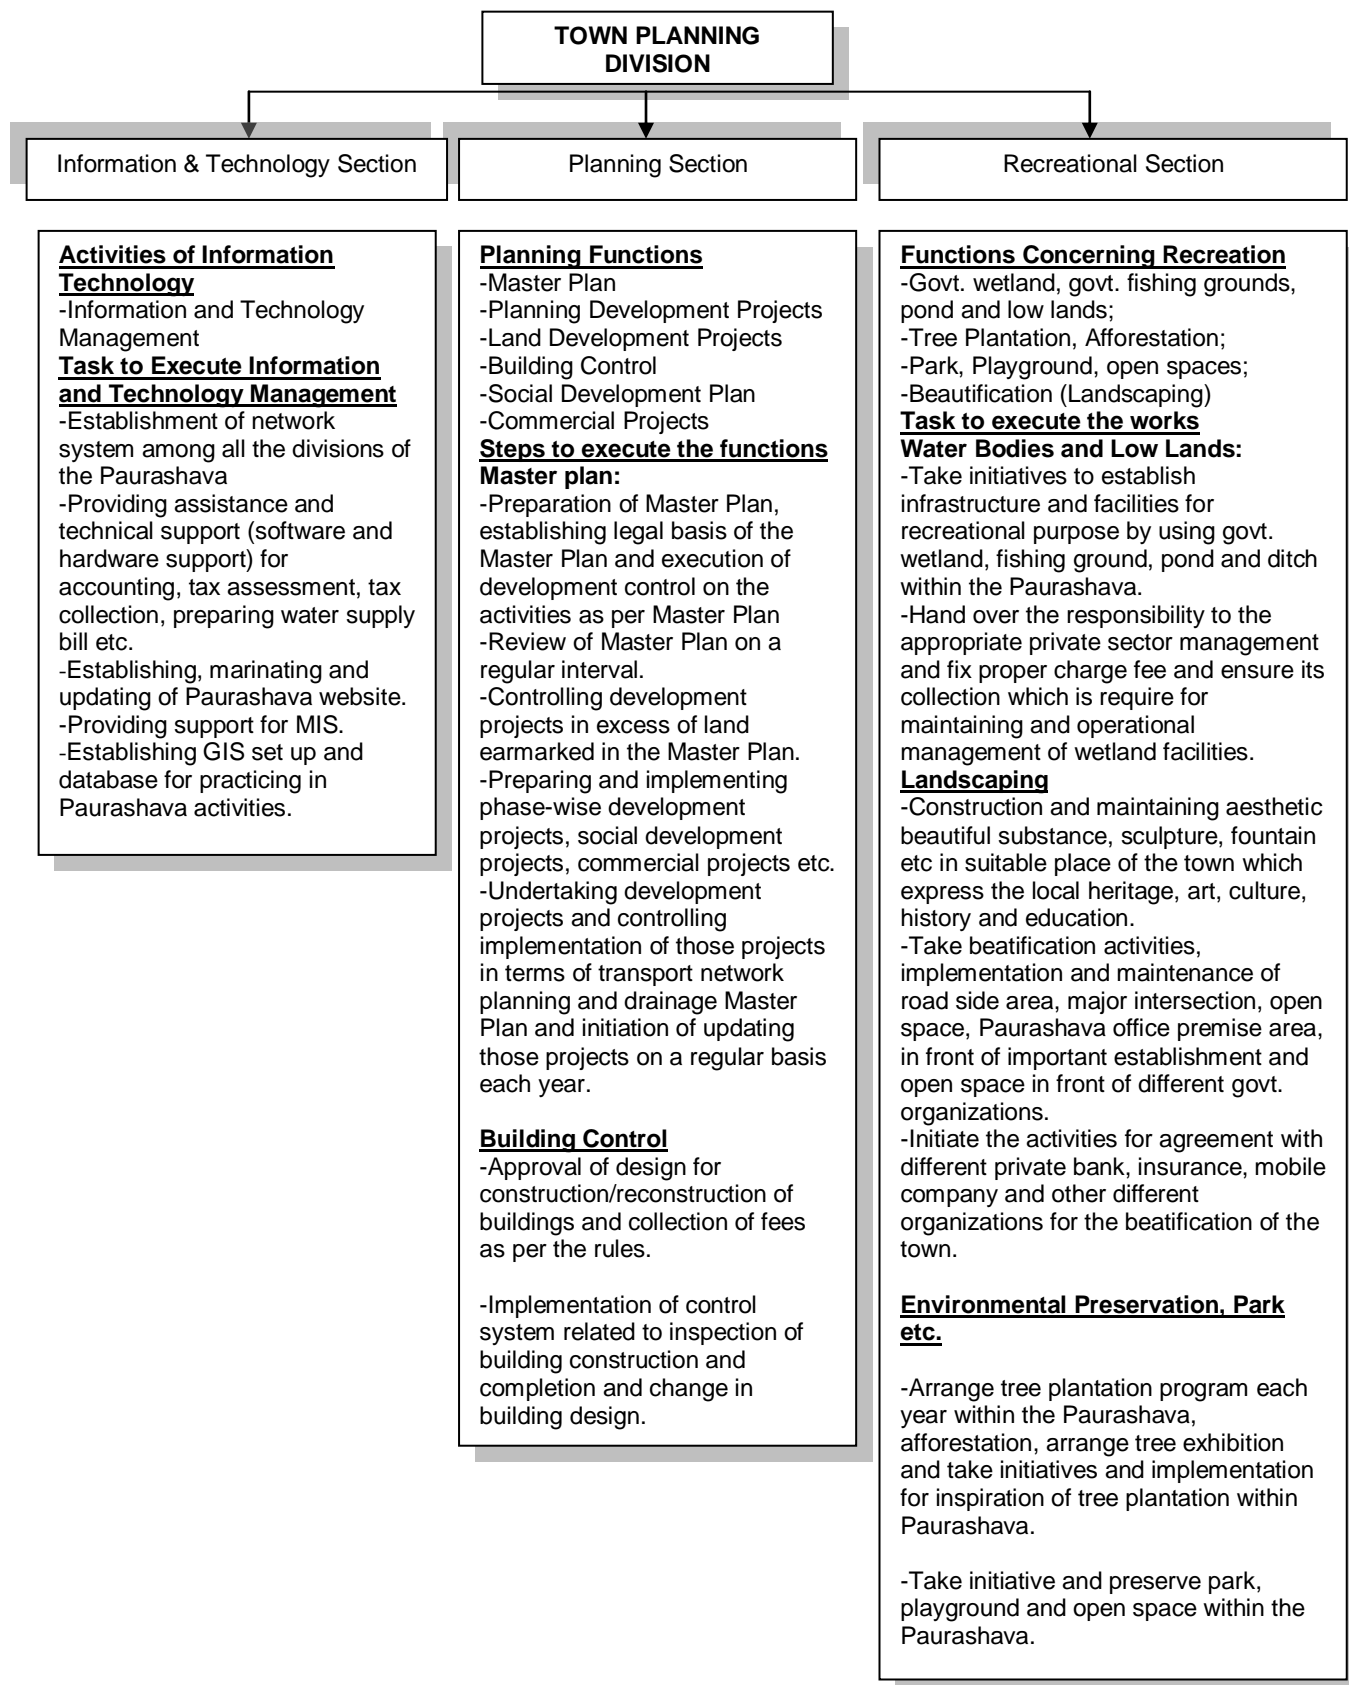 TOWN PLANNING
DIVISION
Information & Technology Section
Planning Section
Recreational Section
Activities of Information
Technology
-Information and Technology
Management
Task to Execute Information
and Technology Management
-Establishment of network
system among all the divisions of
the Paurashava
-Providing assistance and
technical support (software and
hardware support) for
accounting, tax assessment, tax
collection, preparing water supply
bill etc.
-Establishing, marinating and
updating of Paurashava website.
-Providing support for MIS.
-Establishing GIS set up and
database for practicing in
Paurashava activities.
Planning Functions
-Master Plan
-Planning Development Projects
-Land Development Projects
-Building Control
-Social Development Plan
-Commercial Projects
Steps to execute the functions
Master plan:
-Preparation of Master Plan,
establishing legal basis of the
Master Plan and execution of
development control on the
activities as per Master Plan
-Review of Master Plan on a
regular interval.
-Controlling development
projects in excess of land
earmarked in the Master Plan.
-Preparing and implementing
phase-wise development
projects, social development
projects, commercial projects etc.
-Undertaking development
projects and controlling
implementation of those projects
in terms of transport network
planning and drainage Master
Plan and initiation of updating
those projects on a regular basis
each year.
Building Control
-Approval of design for
construction/reconstruction of
buildings and collection of fees
as per the rules.
-Implementation of control
system related to inspection of
building construction and
completion and change in
building design.
Functions Concerning Recreation
-Govt. wetland, govt. fishing grounds,
pond and low lands;
-Tree Plantation, Afforestation;
-Park, Playground, open spaces;
-Beautification (Landscaping)
Task to execute the works
Water Bodies and Low Lands:
-Take initiatives to establish
infrastructure and facilities for
recreational purpose by using govt.
wetland, fishing ground, pond and ditch
within the Paurashava.
-Hand over the responsibility to the
appropriate private sector management
and fix proper charge fee and ensure its
collection which is require for
maintaining and operational
management of wetland facilities.
Landscaping
-Construction and maintaining aesthetic
beautiful substance, sculpture, fountain
etc in suitable place of the town which
express the local heritage, art, culture,
history and education.
-Take beatification activities,
implementation and maintenance of
road side area, major intersection, open
space, Paurashava office premise area,
in front of important establishment and
open space in front of different govt.
organizations.
-Initiate the activities for agreement with
different private bank, insurance, mobile
company and other different
organizations for the beatification of the
town.
Environmental Preservation, Park
etc.
-Arrange tree plantation program each
year within the Paurashava,
afforestation, arrange tree exhibition
and take initiatives and implementation
for inspiration of tree plantation within
Paurashava.
-Take initiative and preserve park,
playground and open space within the
Paurashava.